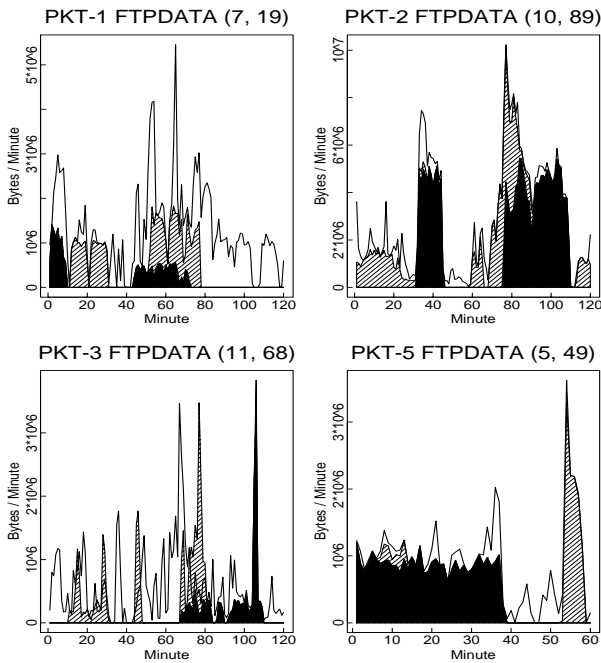 PKT-1 FTPDATA (7, 19)
Bytes / Minute
0
1*10^6
3*10^6
5*10^6
0 20 40 60 80 100 120
Minute
PKT-2 FTPDATA (10, 89)
Bytes / Minute
0
2*10^6
6*10^6
10^7
0 20 40 60 80 100 120
Minute
PKT-3 FTPDATA (11, 68)
Bytes / Minute
0
1*10^6
2*10^6
3*10^6
0 20 40 60 80 100 120
Minute
PKT-5 FTPDATA (5, 49)
Bytes / Minute
0
1*10^6
2*10^6
3*10^6
0 10 20 30 40 50 60
Minute